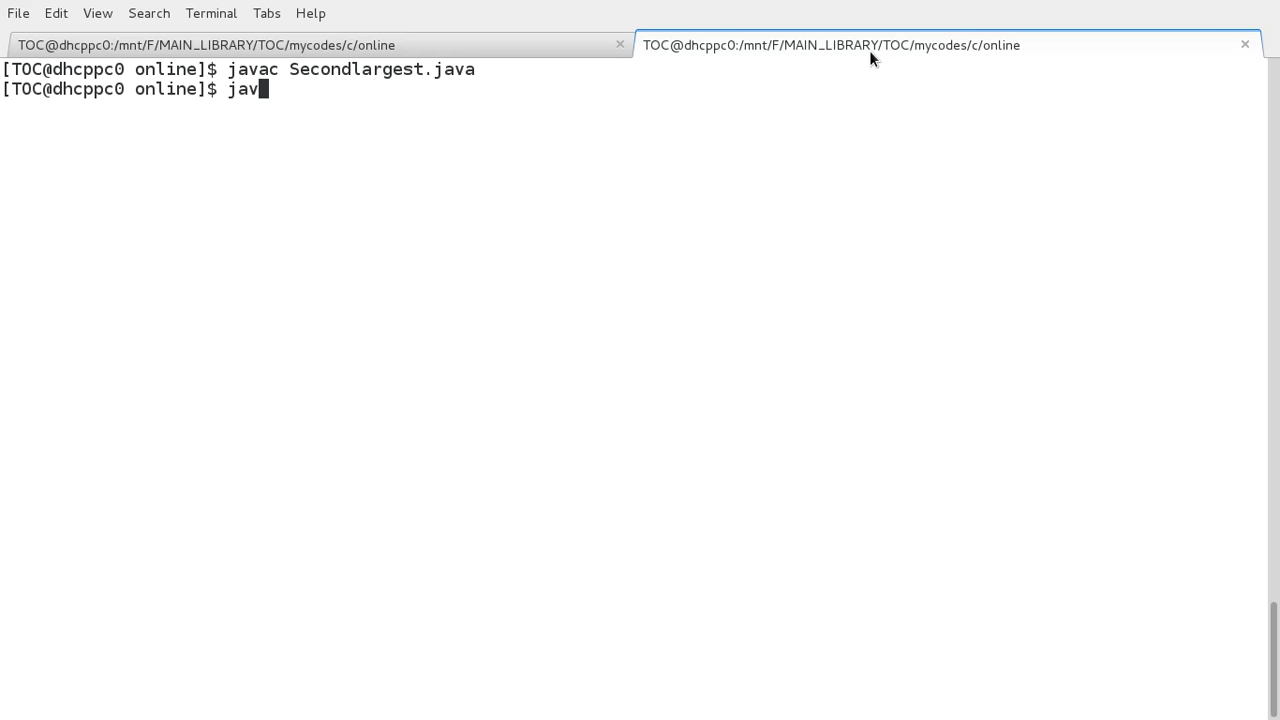 File Edit View Search Terminal Tabs Help
TOC@dhcppc0:/mnt/F/MAIN_LIBRARY/TOC/mycodes/c/online × TOC@dhcppc0:/mnt/F/MAIN_LIBRARY/TOC/mycodes/c/online ×
[TOC@dhcppc0 online]$ javac Secondlargest.java
[TOC@dhcppc0 online]$ jav